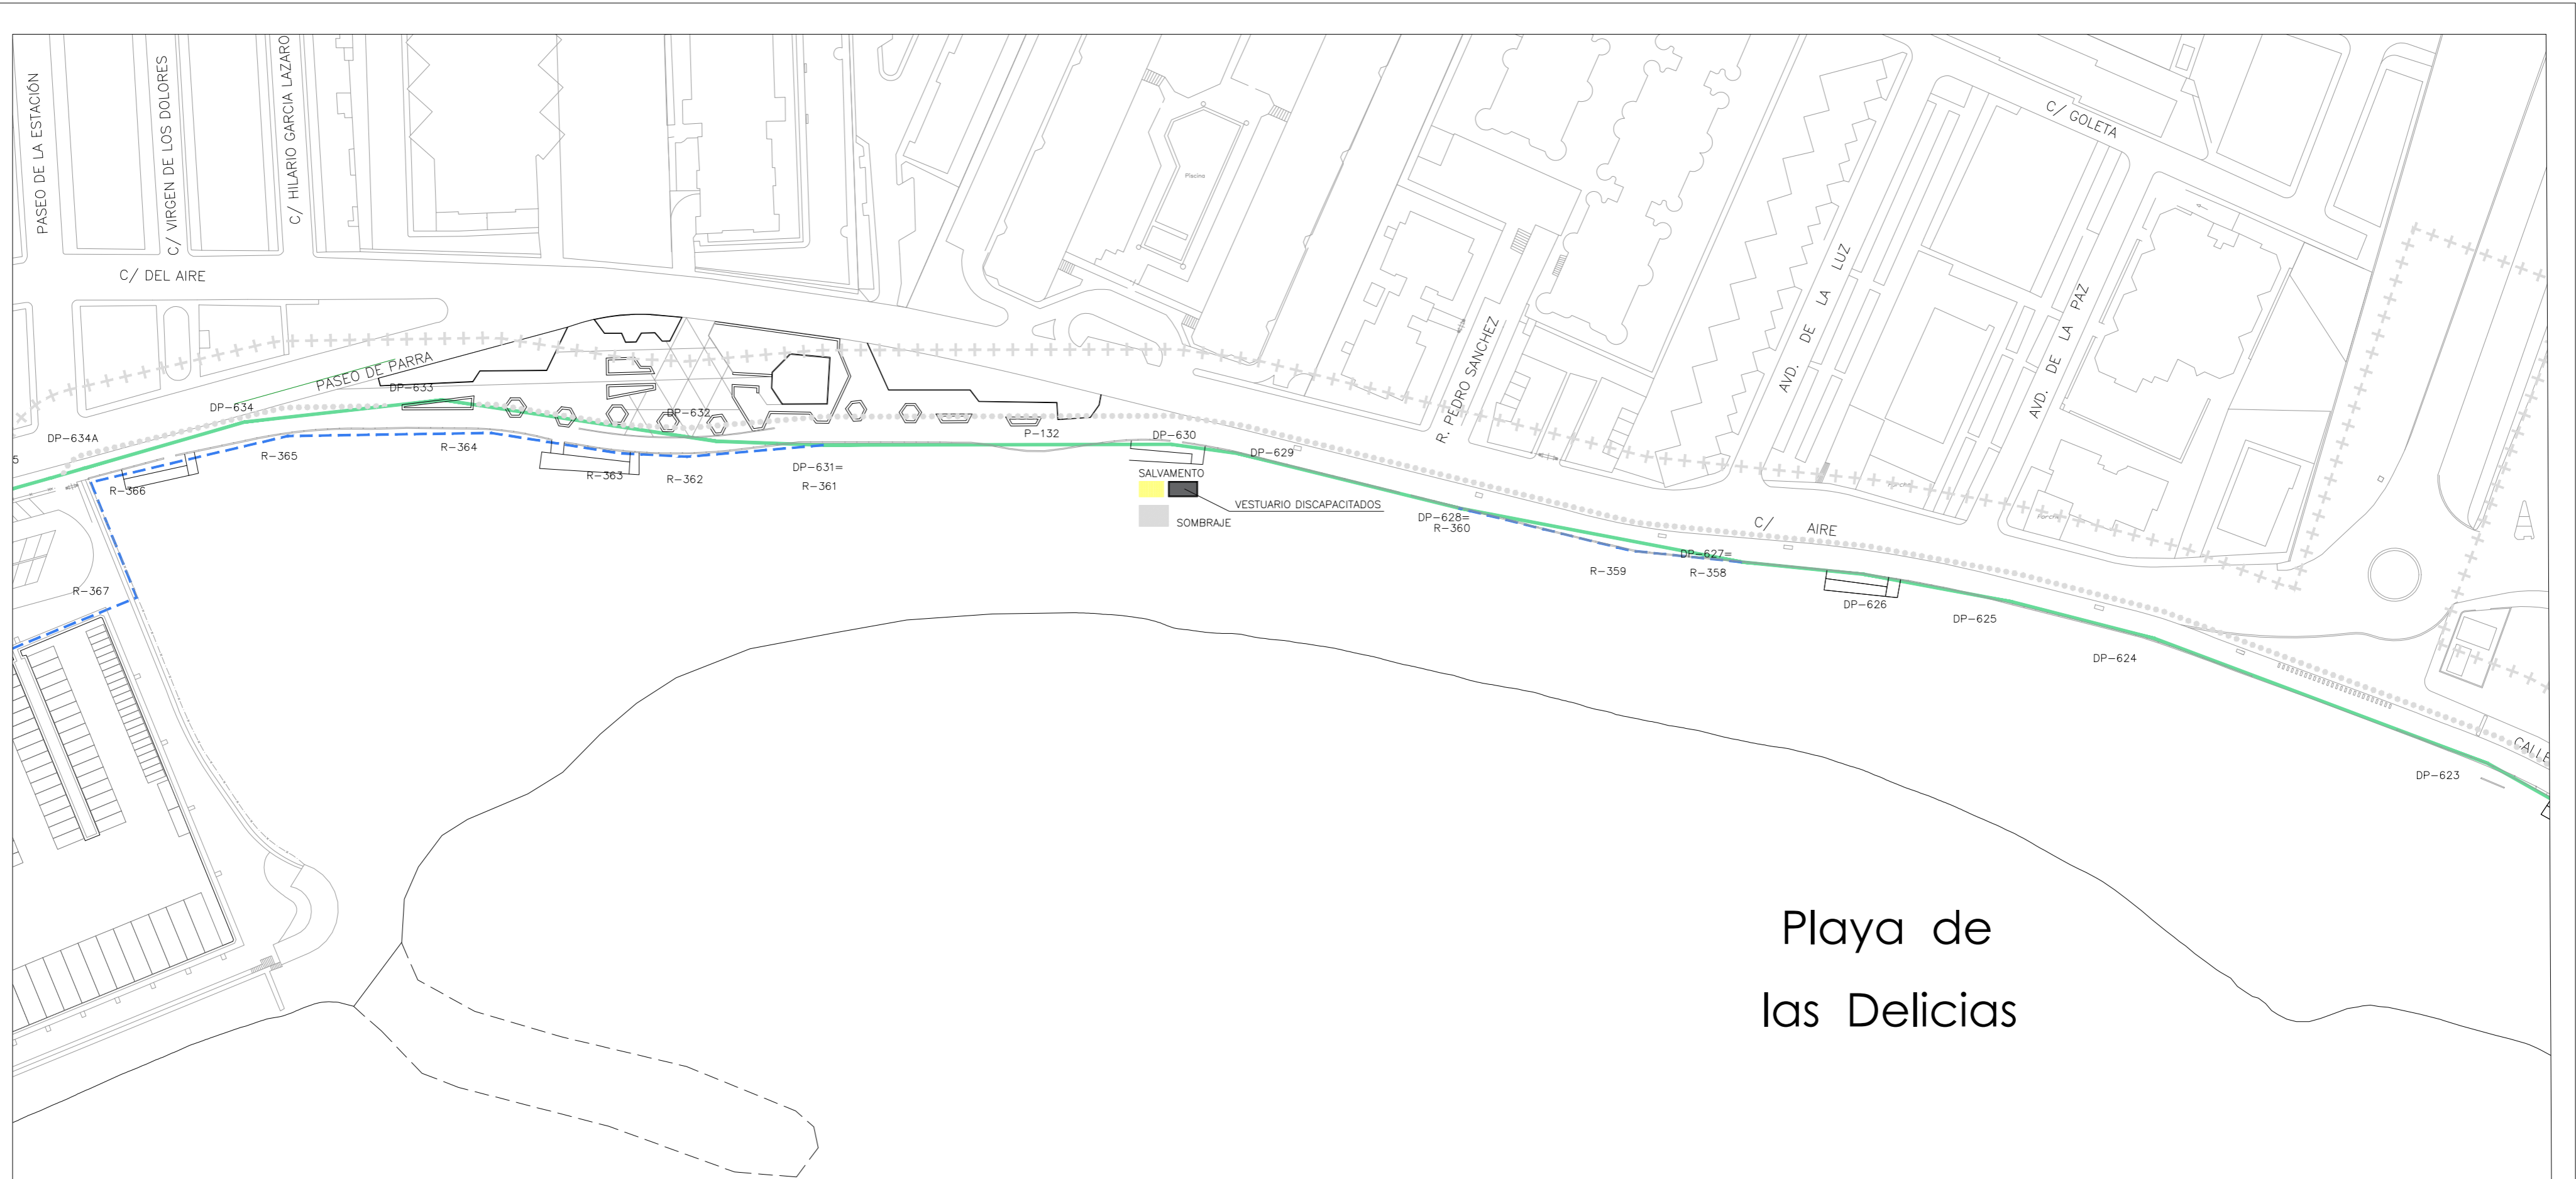 PASEO DE LA ESTACIÓN
C/ VIRGEN DE LOS DOLORES
C/ HILARIO GARCIA LAZARO
C/ DEL AIRE
C/ GOLETA
Piscina
AVD. DE LA LUZ
AVD. DE LA PAZ
R. PEDRO SANCHEZ
PASEO DE PARRA
DP-633
DP-634
DP-632
DP-634A
5
R-365
R-364
R-366
R-363
R-362
DP-631=
R-361
P-132
DP-630
DP-629
SALVAMENTO
VESTUARIO DISCAPACITADOS
SOMBRAJE
DP-628=
R-360
C/ AIRE
DP-627=
R-359
R-358
R-367
DP-626
DP-625
DP-624
CALLE
DP-623
Playa de
las Delicias